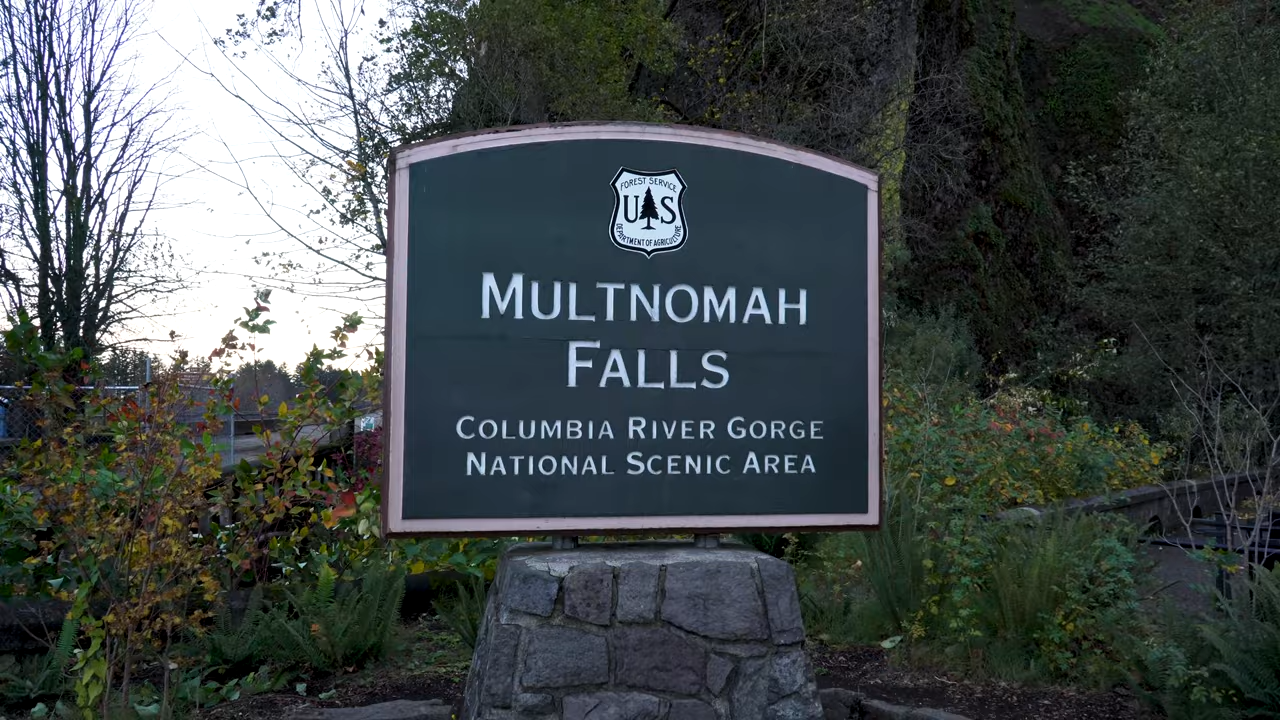 FOREST SERVICE
US
DEPARTMENT OF AGRICULTURE
MULTNOMAH
FALLS
COLUMBIA RIVER GORGE
NATIONAL SCENIC AREA